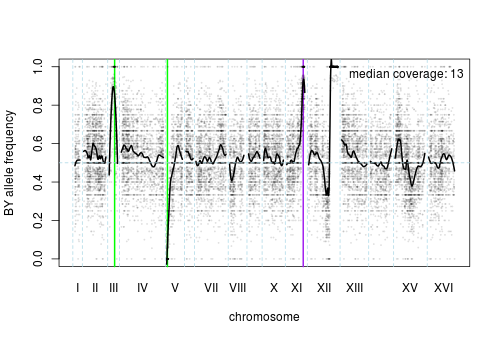 median coverage: 13
BY allele frequency
1.0
0.8
0.6
0.4
0.2
0.0
I II III IV V VII VIII X XI XII XIII XV XVI
chromosome